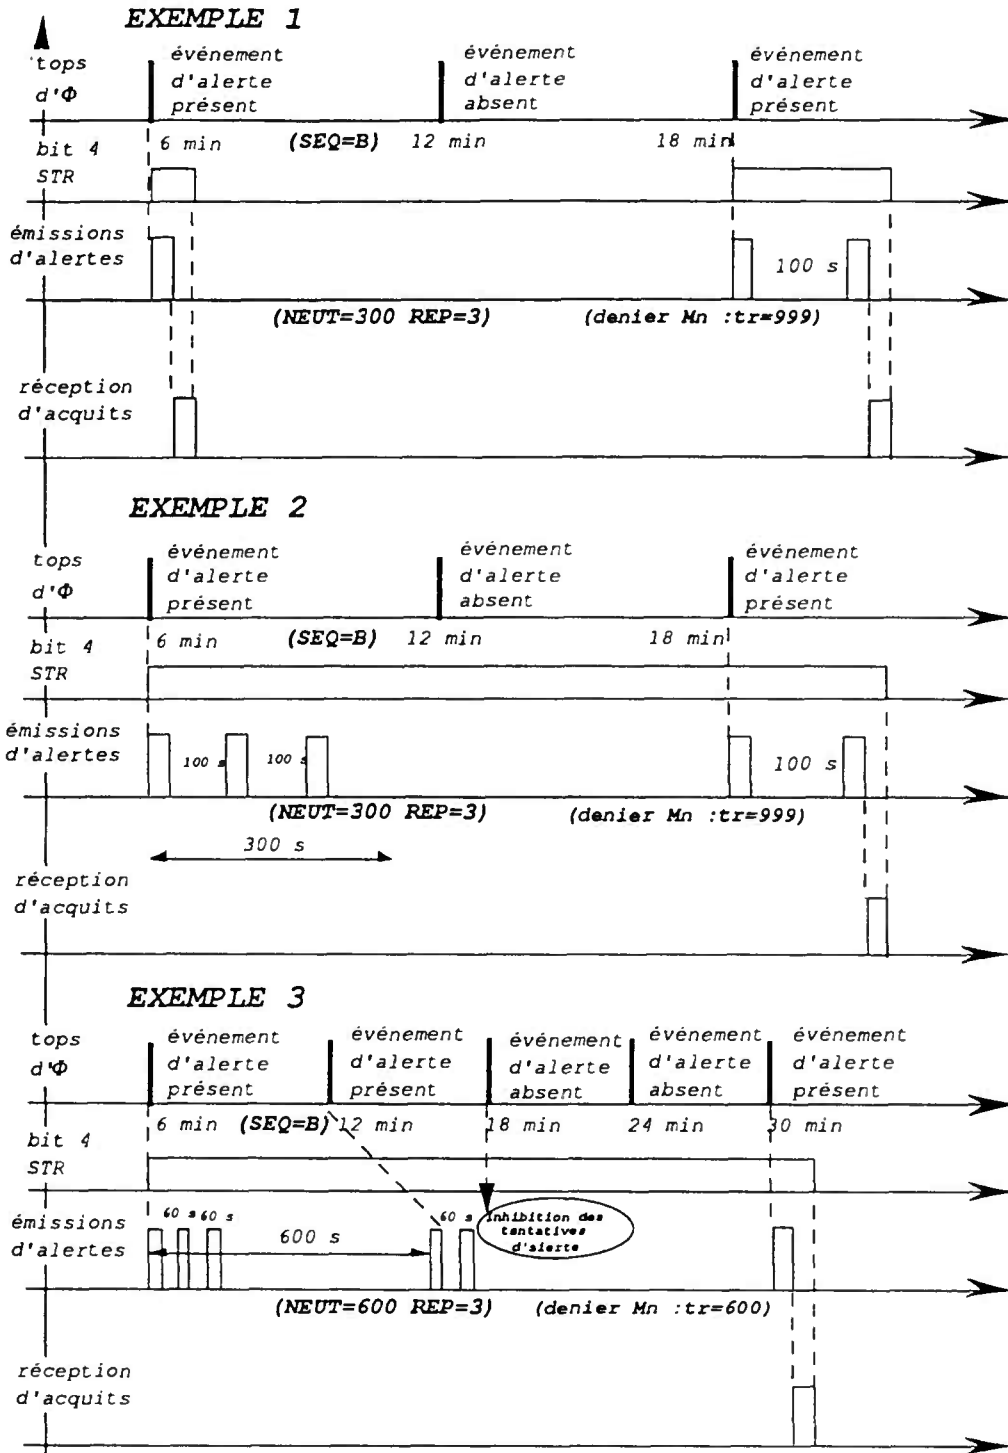 EXEMPLE 1
tops
d'Φ
événement
d'alerte
présent
événement
d'alerte
absent
événement
d'alerte
présent
bit 4
STR
6 min
(SEQ=B)
12 min
18 min
émissions
d'alertes
100 s
(NEUT=300 REP=3)
(denier Mn :tr=999)
réception
d'acquits
EXEMPLE 2
tops
d'Φ
événement
d'alerte
présent
événement
d'alerte
absent
événement
d'alerte
présent
bit 4
STR
6 min
(SEQ=B)
12 min
18 min
émissions
d'alertes
100 s
100 s
100 s
(NEUT=300 REP=3)
(denier Mn :tr=999)
300 s
réception
d'acquits
EXEMPLE 3
tops
d'Φ
événement
d'alerte
présent
événement
d'alerte
présent
événement
d'alerte
absent
événement
d'alerte
absent
événement
d'alerte
présent
bit 4
STR
6 min
(SEQ=B)
12 min
18 min
24 min
30 min
émissions
d'alertes
60 s
60 s
600 s
60 s
Inhibition des
tentatives
d'alerte
(NEUT=600 REP=3)
(denier Mn :tr=600)
réception
d'acquits